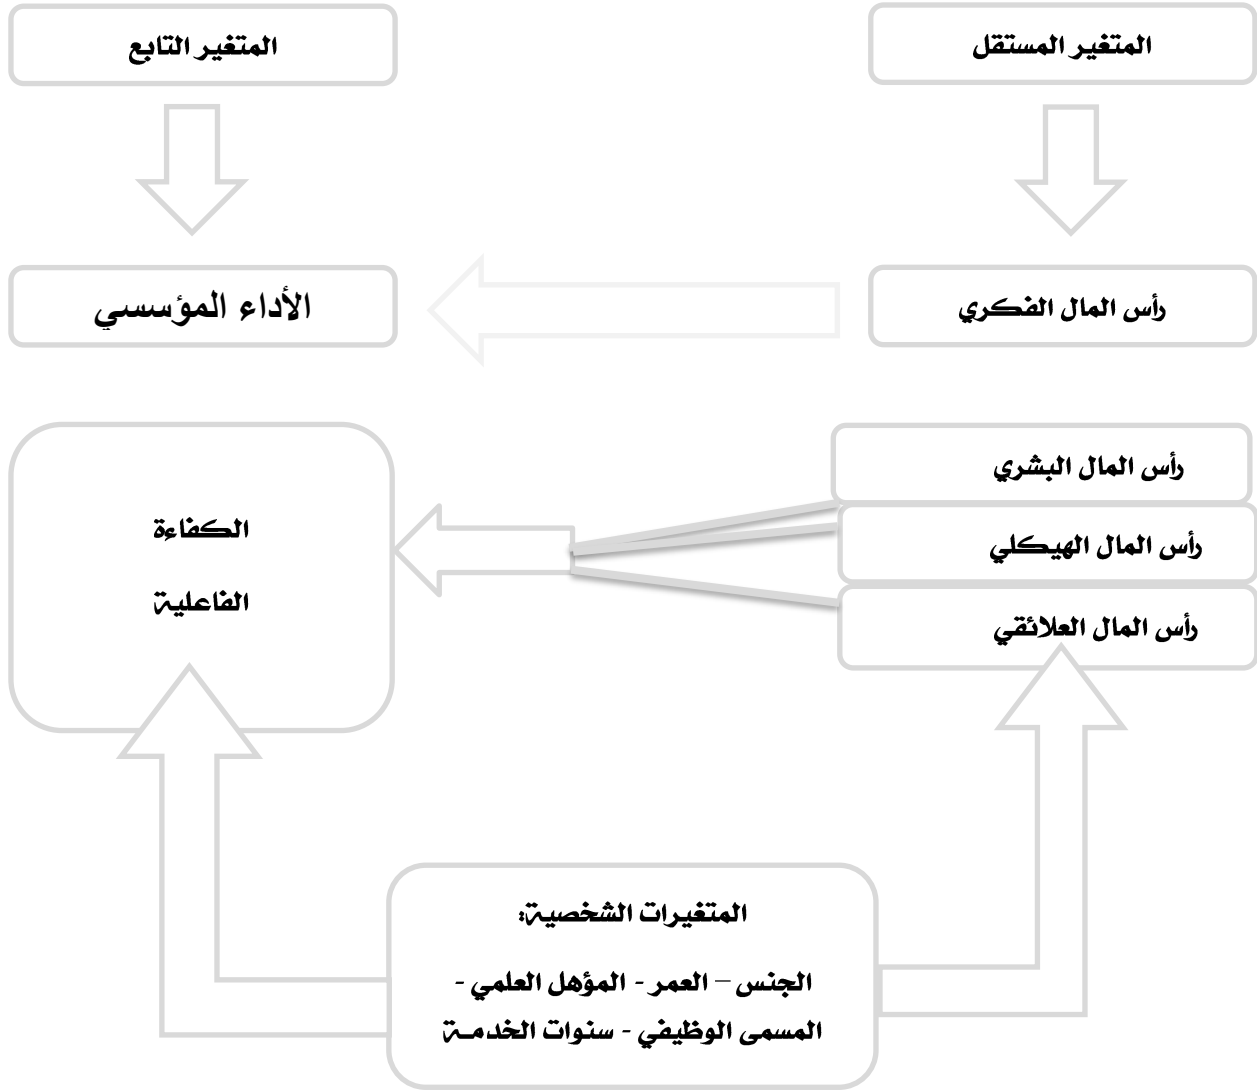 المتغير المستقل
المتغير التابع
رأس المال الفكري
الأداء المؤسسي
رأس المال البشري
رأس المال الهيكلي
رأس المال العلائقي
الكفاءة
الفاعلية
المتغيرات الشخصية:
الجنس – العمر - المؤهل العلمي -
المسمى الوظيفي - سنوات الخدمة